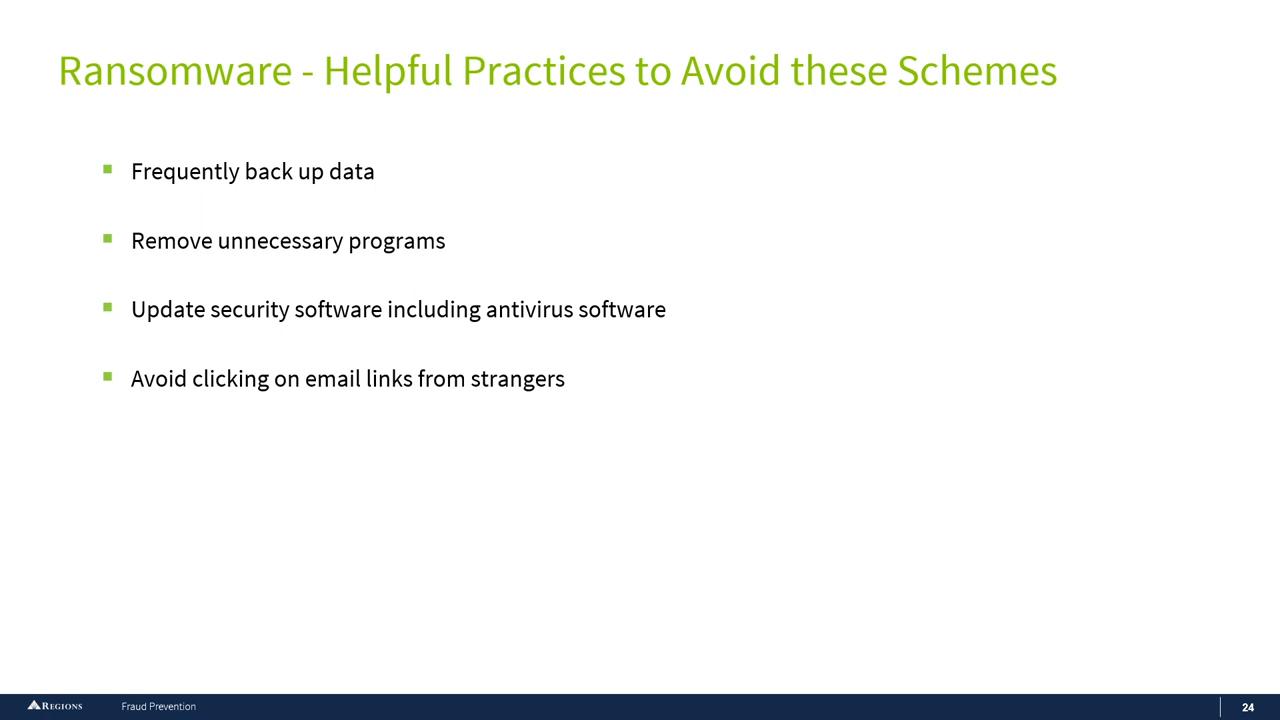 Ransomware - Helpful Practices to Avoid these Schemes
Frequently back up data
Remove unnecessary programs
Update security software including antivirus software
Avoid clicking on email links from strangers
REGIONS
Fraud Prevention
24